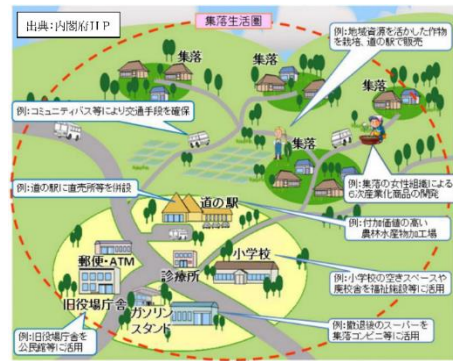 出典:内閣府HP
集落生活圏
例:地域資源を活かした作物
を栽培、道の駅で販売
集落
集落
集落
例:コミュニティバス等により交通手段を確保
集落
例:集落の女性組織による
6次産業化商品の開発
例:道の駅に直売所等を併設
道の駅
例:付加価値の高い
農林水産物加工場
郵便・ATM
小学校
診療所
例:小学校の空きスペースや
廃校舎を福祉施設等に活用
旧役場庁舎
ガソリン
スタンド
例:旧役場庁舎を
公民館等に活用
例:撤退後のスーパーを
集落コンビニ等に活用